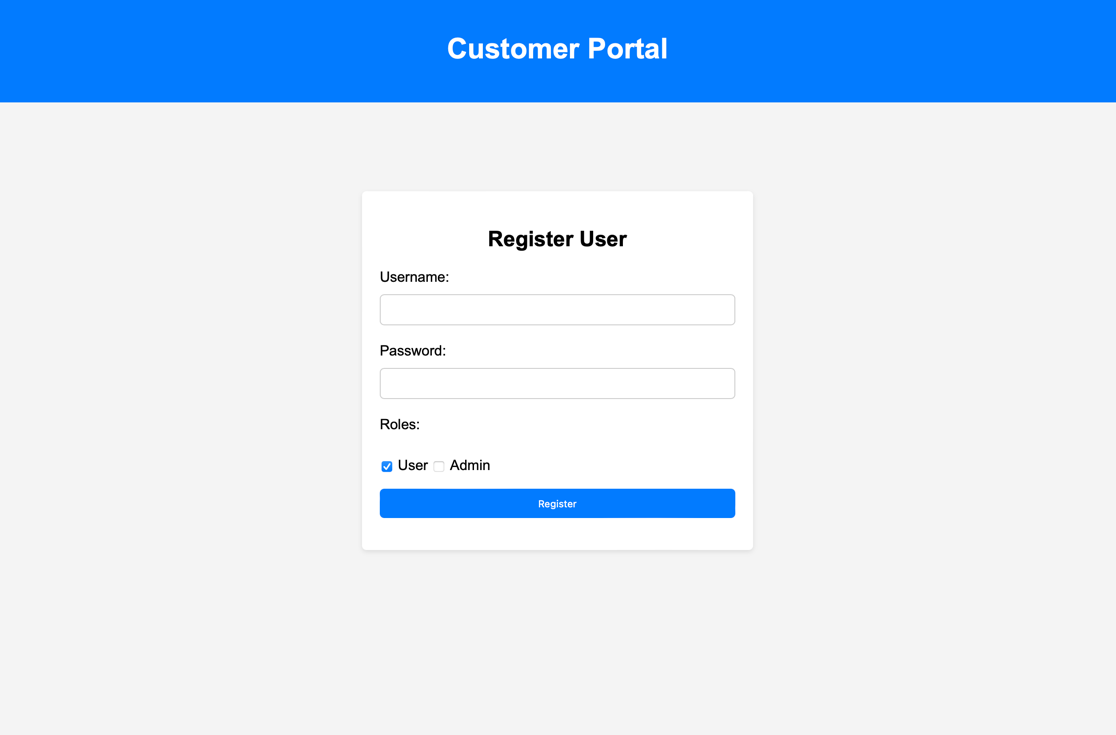 Customer Portal
Register User
Username:
Password:
Roles:
User Admin
Register